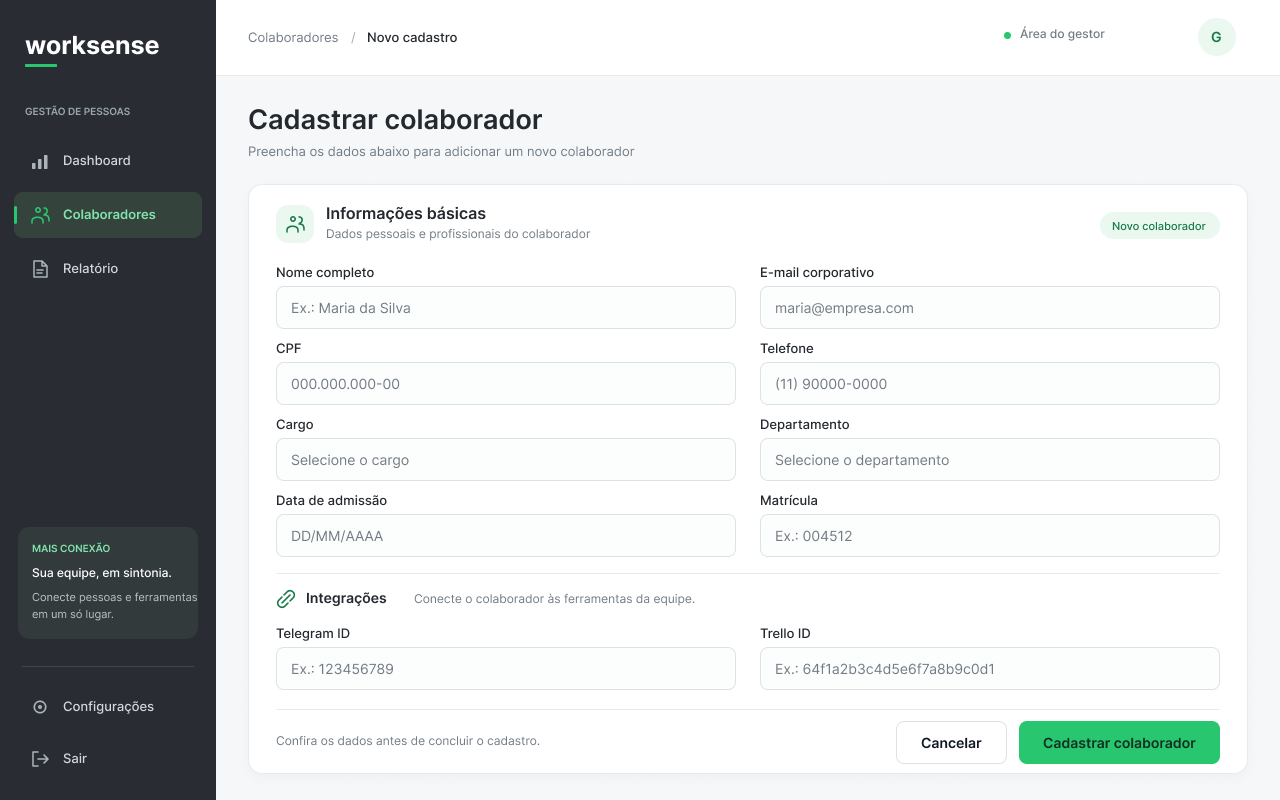 worksense
GESTÃO DE PESSOAS
Dashboard
Colaboradores
Relatório
MAIS CONEXÃO
Sua equipe, em sintonia.
Conecte pessoas e ferramentas
em um só lugar.
Configurações
Sair
Colaboradores / Novo cadastro
Área do gestor
G
Cadastrar colaborador
Preencha os dados abaixo para adicionar um novo colaborador
Informações básicas
Dados pessoais e profissionais do colaborador
Novo colaborador
Nome completo
Ex.: Maria da Silva
E-mail corporativo
maria@empresa.com
CPF
000.000.000-00
Telefone
(11) 90000-0000
Cargo
Selecione o cargo
Departamento
Selecione o departamento
Data de admissão
DD/MM/AAAA
Matrícula
Ex.: 004512
Integrações
Conecte o colaborador às ferramentas da equipe.
Telegram ID
Ex.: 123456789
Trello ID
Ex.: 64f1a2b3c4d5e6f7a8b9c0d1
Confira os dados antes de concluir o cadastro.
Cancelar
Cadastrar colaborador